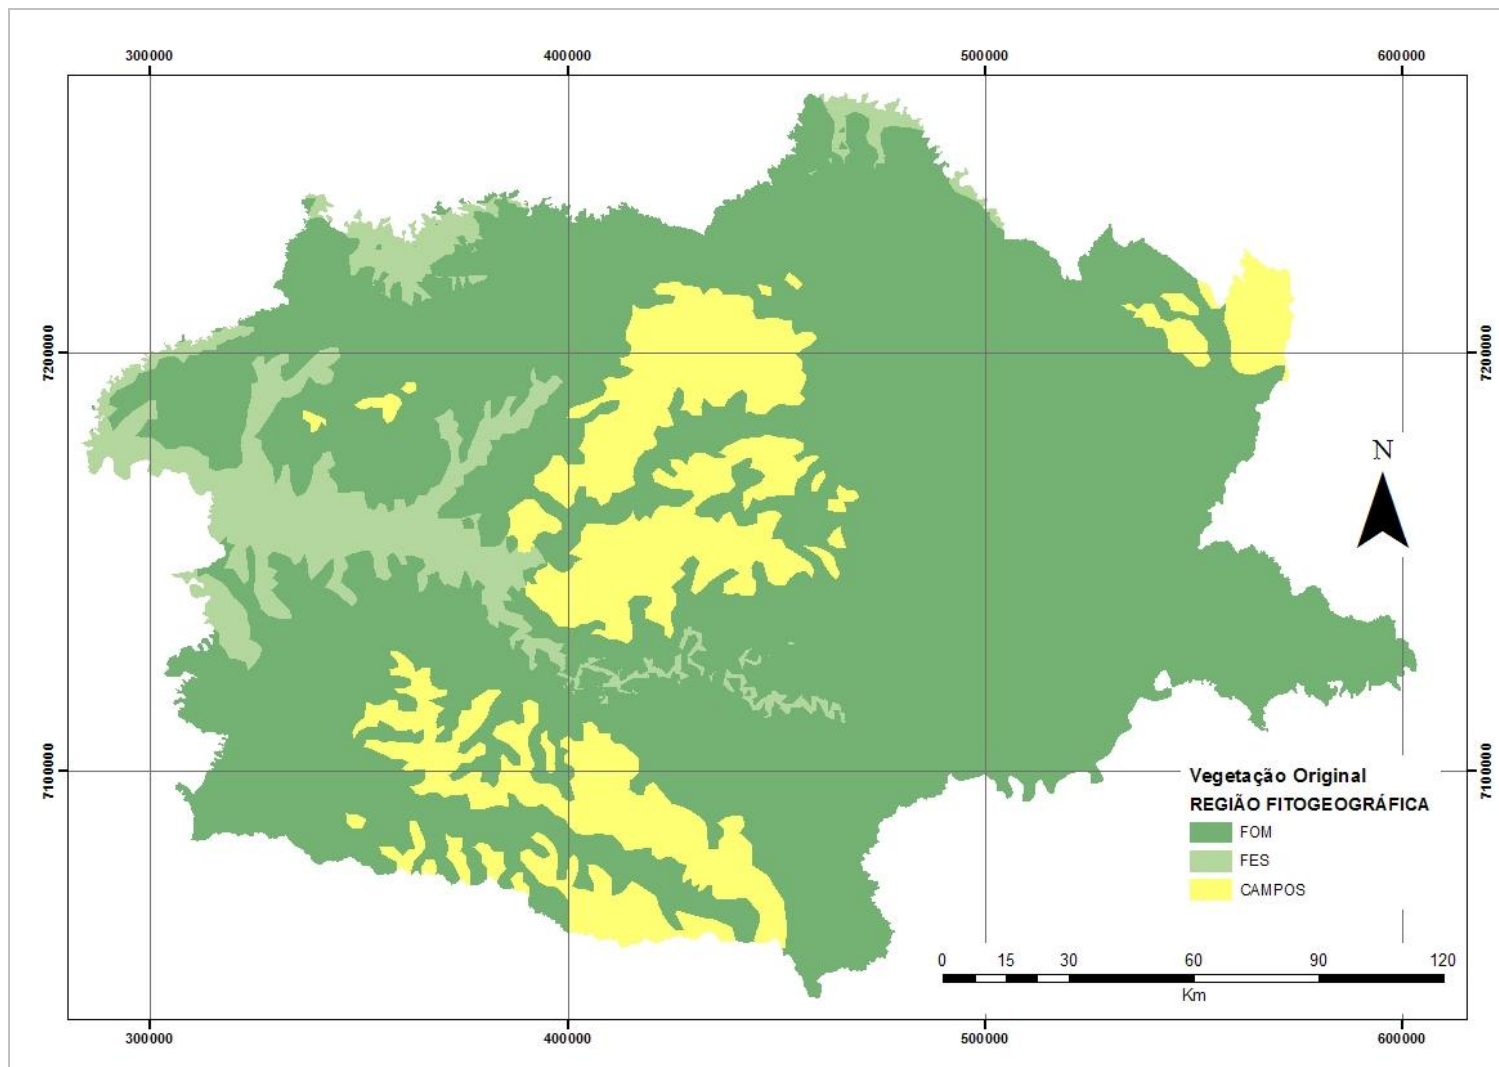 300000 400000 500000 600000
7200000 7200000
N
7100000 7100000
Vegetação Original
REGIÃO FITOGEOGRÁFICA
FOM
FES
CAMPOS
0 15 30 60 90 120
Km
300000 400000 500000 600000